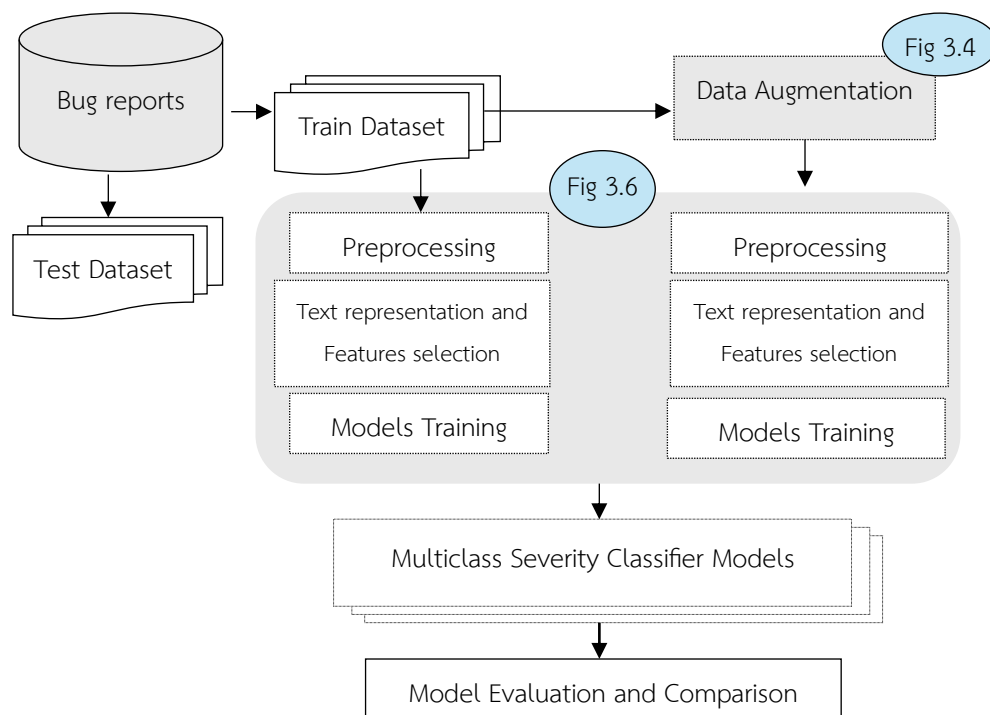 Fig 3.4
Bug reports
Data Augmentation
Train Dataset
Fig 3.6
Test Dataset
Preprocessing
Preprocessing
Text representation and
Features selection
Text representation and
Features selection
Models Training
Models Training
Multiclass Severity Classifier Models
Model Evaluation and Comparison